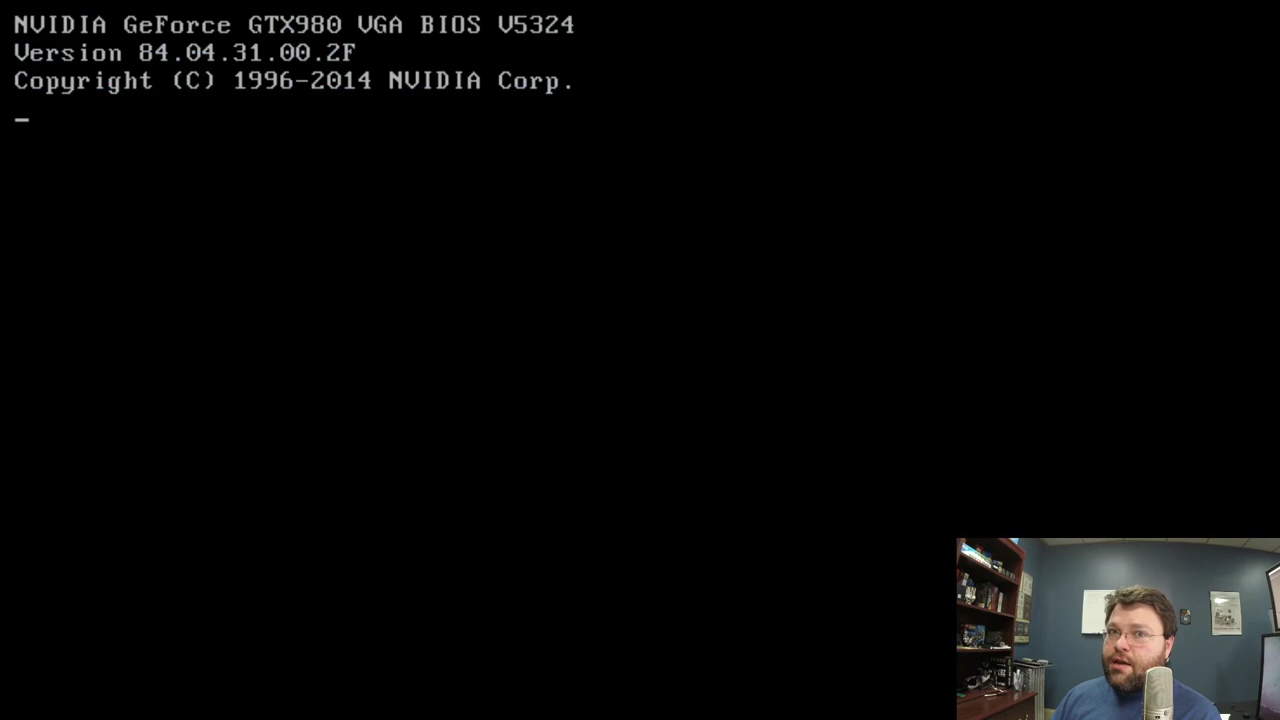 NVIDIA GeForce GTX980 VGA BIOS V5324
Version 84.04.31.00.2F
Copyright (C) 1996-2014 NVIDIA Corp.
_